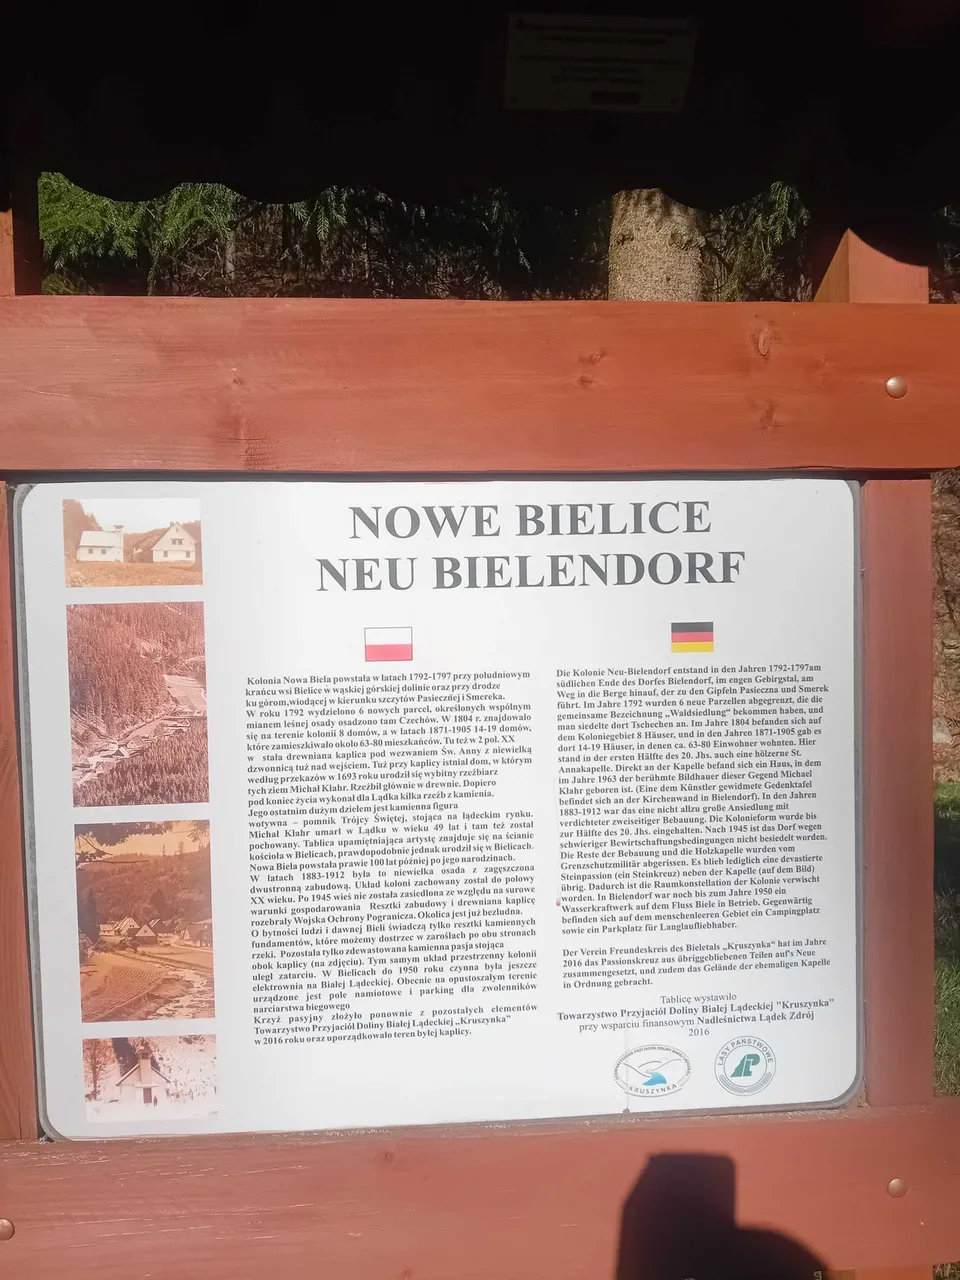 NOWE BIELICE
NEU BIELENDORF
Kolonia Nowa Biela powstała w latach 1792-1797 przy południowym
krańcu wsi Bielice w wąskiej górskiej dolinie oraz przy drodze
ku górom,wiodącej w kierunku szczytów Pasiecznej i Smereka.
W roku 1792 wydzielono 6 nowych parcel, określonych wspólnym
mianem leśnej osady osadzono tam Czechów. W 1804 r. znajdowało
się na terenie kolonii 8 domów, a w latach 1871-1905 14-19 domów,
które zamieszkiwało około 63-80 mieszkańców. Tu też w 2 poł. XX
w stała drewniana kaplica pod wezwaniem Św. Anny z niewielką
dzwonnicą tuż nad wejściem. Tuż przy kaplicy istniał dom, w którym
według przekazów w 1693 roku urodził się wybitny rzeźbiarz
tych ziem Michał Klahr. Rzeźbił głównie w drewnie. Dopiero
pod koniec życia wykonał dla Lądka kilka rzeźb z kamienia.
Jego ostatnim dużym dziełem jest kamienna figura
wotywna – pomnik Trójcy Świętej, stojąca na lądeckim rynku.
Michał Klahr umarł w Lądku w wieku 49 lat i tam też został
pochowany. Tablica upamiętniająca artystę znajduje się na ścianie
kościoła w Bielicach, prawdopodobnie jednak urodził się w Bielicach.
Nowa Biela powstała prawie 100 lat później po jego narodzinach.
W latach 1883-1912 była to niewielka osada z zagęszczoną
dwustronną zabudową. Układ koloni zachowany został do połowy
XX wieku. Po 1945 wieś nie została zasiedlona ze względu na surowe
warunki gospodarowania Resztki zabudowy i drewnianą kaplicę
rozebrały Wojska Ochrony Pogranicza. Okolica jest już bezludna.
O bytności ludzi i dawnej Bieli świadczą tylko resztki kamiennych
fundamentów, które możemy dostrzec w zaroślach po obu stronach
rzeki. Pozostała tylko zdewastowana kamienna pasja stojąca
obok kaplicy (na zdjęciu). Tym samym układ przestrzenny kolonii
uległ zatarciu. W Bielicach do 1950 roku czynna była jeszcze
elektrownia na Białej Lądeckiej. Obecnie na opustoszałym terenie
urządzone jest pole namiotowe i parking dla zwolenników
narciarstwa biegowego
Krzyż pasyjny złożyło ponownie z pozostałych elementów
Towarzystwo Przyjaciół Doliny Białej Lądeckiej „Kruszynka”
w 2016 roku oraz uporządkowało teren byłej kaplicy.
Die Kolonie Neu-Bielendorf entstand in den Jahren 1792-1797am
südlichen Ende des Dorfes Bielendorf, im engen Gebirgstal, am
Weg in die Berge hinauf, der zu den Gipfeln Pasieczna und Smerek
führt. Im Jahre 1792 wurden 6 neue Parzellen abgegrenzt, die die
gemeinsame Bezeichnung „Waldsiedlung” bekommen haben, und
man siedelte dort Tschechen an. Im Jahre 1804 befanden sich auf
dem Koloniegebiet 8 Häuser, und in den Jahren 1871-1905 gab es
dort 14-19 Häuser, in denen ca. 63-80 Einwohner wohnten. Hier
stand in der ersten Hälfte des 20. Jhs. auch eine hölzerne St.
Annakapelle. Direkt an der Kapelle befand sich ein Haus, in dem
im Jahre 1963 der berühmte Bildhauer dieser Gegend Michael
Klahr geboren ist. (Eine dem Künstler gewidmete Gedenktafel
befindet sich an der Kirchenwand in Bielendorf). In den Jahren
1883-1912 war das eine nicht allzu große Ansiedlung mit
verdichteter zweiseitiger Bebauung. Die Kolonieform wurde bis
zur Hälfte des 20. Jhs. eingehalten. Nach 1945 ist das Dorf wegen
schwieriger Bewirtschaftungsbedingungen nicht besiedelt worden.
Die Reste der Bebauung und die Holzkapelle wurden vom
Grenzschutzmilitär abgerissen. Es blieb lediglich eine devastierte
Steinpassion (ein Steinkreuz) neben der Kapelle (auf dem Bild)
übrig. Dadurch ist die Raumkonstellation der Kolonie verwischt
worden. In Bielendorf war noch bis zum Jahre 1950 ein
Wasserkraftwerk auf dem Fluss Biele in Betrieb. Gegenwärtig
befinden sich auf dem menschenleeren Gebiet ein Campingplatz
sowie ein Parkplatz für Langlaufliebhaber.
Der Verein Freundeskreis des Bieletals „Kruszynka” hat im Jahre
2016 das Passionskreuz aus übriggebliebenen Teilen auf's Neue
zusammengesetzt, und zudem das Gelände der ehemaligen Kapelle
in Ordnung gebracht.
Tablicę wystawiło
Towarzystwo Przyjaciół Doliny Białej Lądeckiej "Kruszynka"
przy wsparciu finansowym Nadleśnictwa Lądek Zdrój
2016
KRUSZYNKA
LASY PAŃSTWOWE